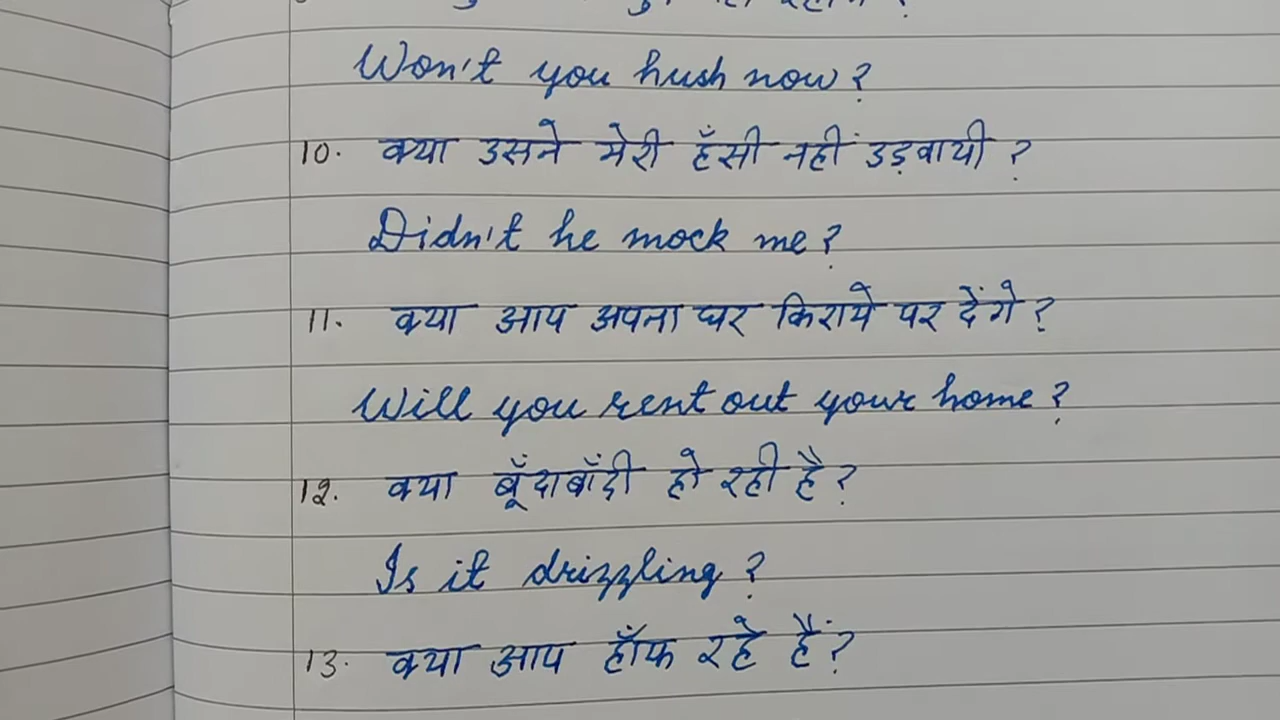 Won't you hush now?
10. क्या उसने मेरी हँसी नहीं उड़वायी ?
Didn't he mock me?
11. क्या आप अपना घर किराये पर देंगे?
Will you rent out your home?
12. क्या बूँदाबाँदी हो रही है?
Is it drizzling?
13. क्या आप हाँफ रहे हैं?